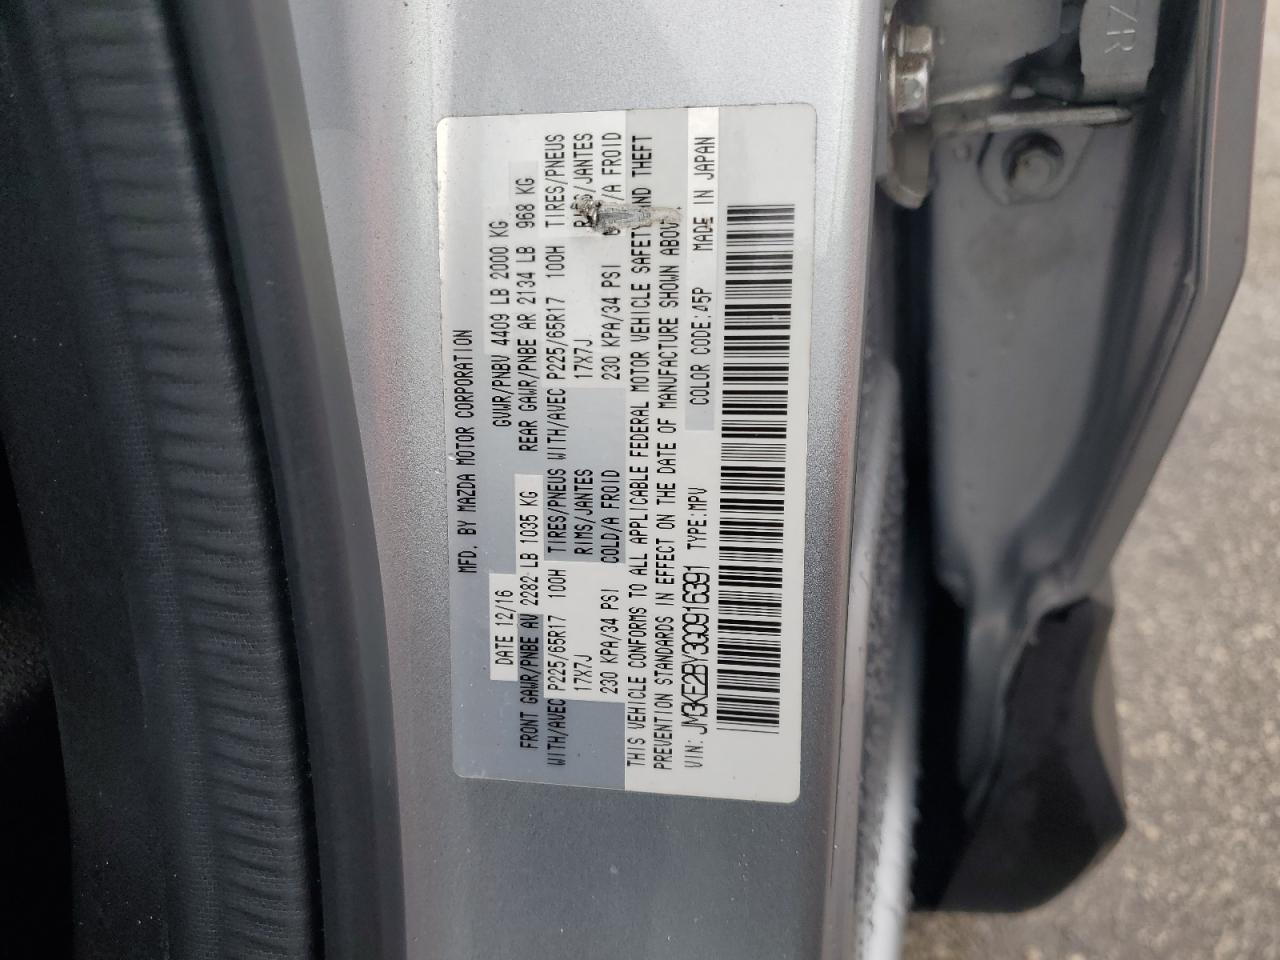 MFD. BY MAZDA MOTOR CORPORATION
DATE 12/16 GVWR/PNBV 4409 LB 2000 KG
FRONT GAWR/PNBE AV 2282 LB 1035 KG REAR GAWR/PNBE AR 2134 LB 968 KG
WITH/AVEC P225/65R17 100H TIRES/PNEUS WITH/AVEC P225/65R17 100H TIRES/PNEUS
17X7J RIMS/JANTES 17X7J /JANTES
230 KPA/34 PSI COLD/A FROID 230 KPA/34 PSI /A FROID
THIS VEHICLE CONFORMS TO ALL APPLICABLE FEDERAL MOTOR VEHICLE SAFETY AND THEFT
PREVENTION STANDARDS IN EFFECT ON THE DATE OF MANUFACTURE SHOWN ABOVE.
VIN: JM3KE2BY3G0916391 TYPE:MPV COLOR CODE:45P MADE IN JAPAN
ZR